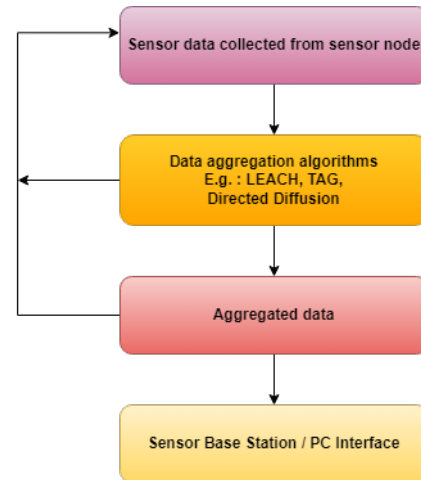 Sensor data collected from sensor node
Data aggregation algorithms
E.g. : LEACH, TAG,
Directed Diffusion
Aggregated data
Sensor Base Station / PC Interface